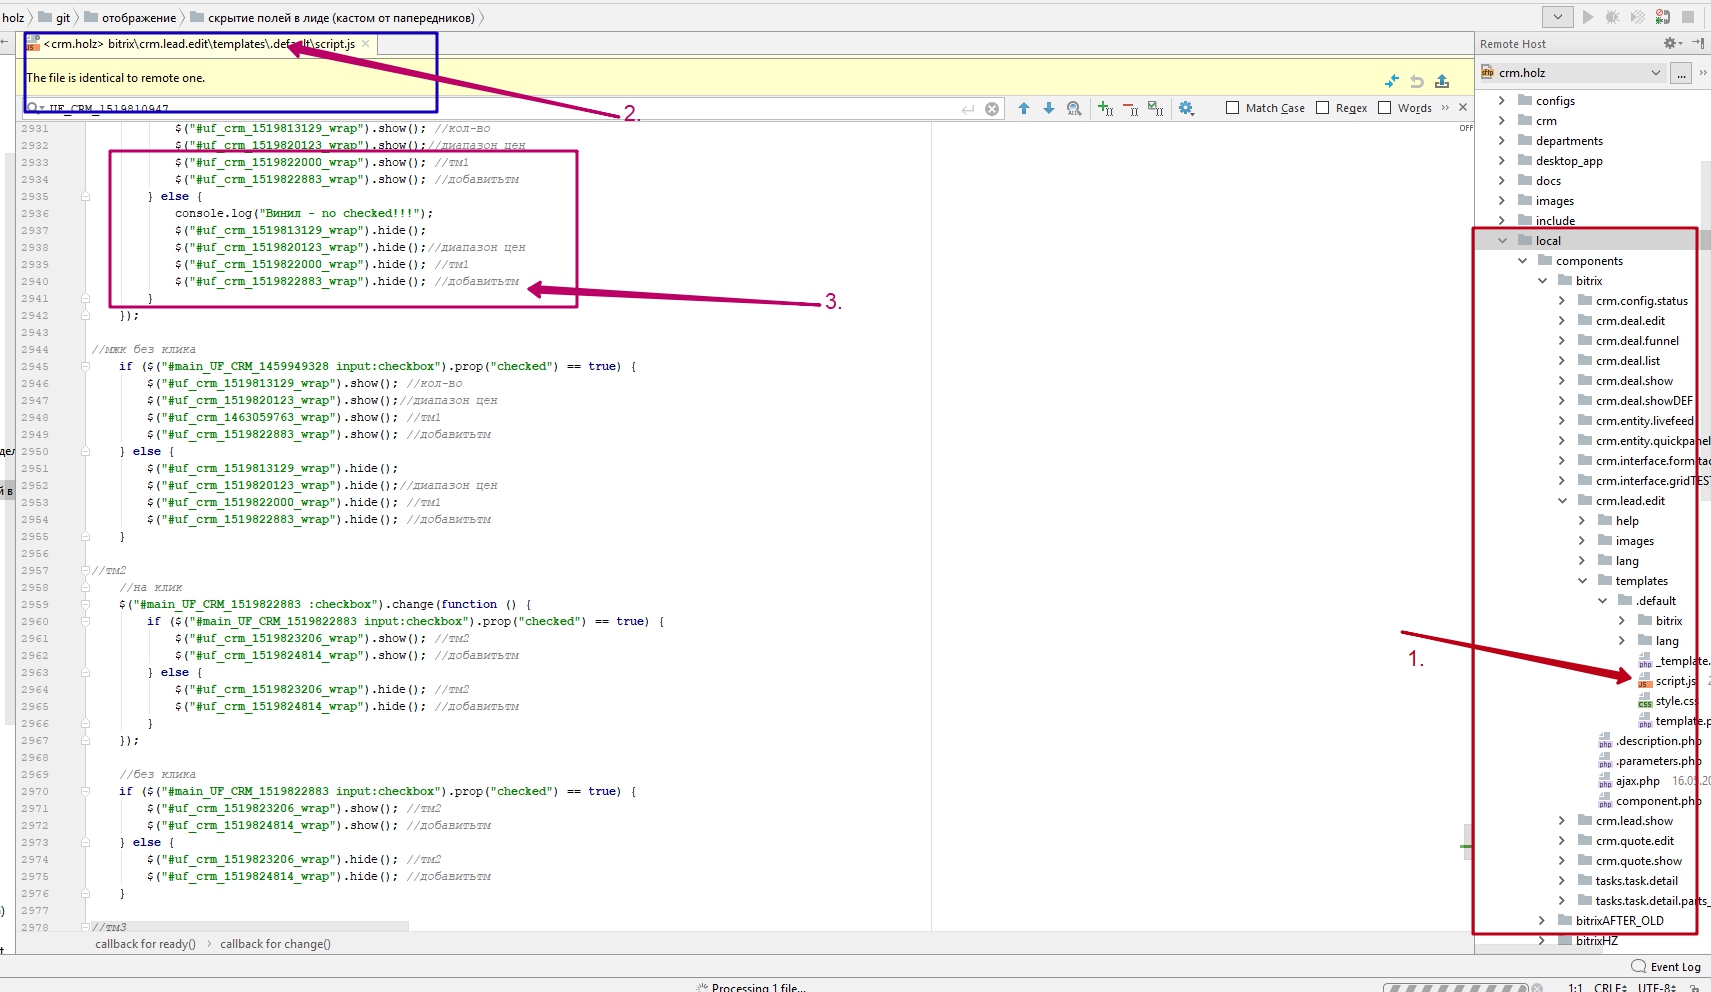 holz git отображение скрытие полей в лиде (кастом от папередников)
<crm.holz> bitrix\crm.lead.edit\templates\.default\script.js
Remote Host
The file is identical to remote one.
crm.holz ...
UF_CRM_1519810947
Match Case Regex Words
OFF
2.
2931 $("#uf_crm_1519813129_wrap").show(); //кол-во
2932 $("#uf_crm_1519820123_wrap").show();//диапазон цен
2933 $("#uf_crm_1519822000_wrap").show(); //тм1
2934 $("#uf_crm_1519822883_wrap").show(); //добавитьтм
2935 } else {
2936 console.log("Винил - no checked!!!");
2937 $("#uf_crm_1519813129_wrap").hide();
2938 $("#uf_crm_1519820123_wrap").hide();//диапазон цен
2939 $("#uf_crm_1519822000_wrap").hide(); //тм1
2940 $("#uf_crm_1519822883_wrap").hide(); //добавитьтм
2941 }
3.
2942 });
2943
2944 //мжк без клика
2945 if ($("#main_UF_CRM_1459949328 input:checkbox").prop("checked") == true) {
2946 $("#uf_crm_1519813129_wrap").show(); //кол-во
2947 $("#uf_crm_1519820123_wrap").show();//диапазон цен
2948 $("#uf_crm_1463059763_wrap").show(); //тм1
2949 $("#uf_crm_1519822883_wrap").show(); //добавитьтм
2950 } else {
2951 $("#uf_crm_1519813129_wrap").hide();
2952 $("#uf_crm_1519820123_wrap").hide();//диапазон цен
2953 $("#uf_crm_1519822000_wrap").hide(); //тм1
2954 $("#uf_crm_1519822883_wrap").hide(); //добавитьтм
2955 }
2956
2957 //тм2
2958 //на клик
2959 $("#main_UF_CRM_1519822883 :checkbox").change(function () {
2960 if ($("#main_UF_CRM_1519822883 input:checkbox").prop("checked") == true) {
2961 $("#uf_crm_1519823206_wrap").show(); //тм2
2962 $("#uf_crm_1519824814_wrap").show(); //добавитьтм
2963 } else {
2964 $("#uf_crm_1519823206_wrap").hide(); //тм2
2965 $("#uf_crm_1519824814_wrap").hide(); //добавитьтм
2966 }
2967 });
2968
2969 //без клика
2970 if ($("#main_UF_CRM_1519822883 input:checkbox").prop("checked") == true) {
2971 $("#uf_crm_1519823206_wrap").show(); //тм2
2972 $("#uf_crm_1519824814_wrap").show(); //добавитьтм
2973 } else {
2974 $("#uf_crm_1519823206_wrap").hide(); //тм2
2975 $("#uf_crm_1519824814_wrap").hide(); //добавитьтм
2976 }
2977
2978 //тм3
callback for ready() callback for change()
configs
crm
departments
desktop_app
docs
images
include
local
components
bitrix
crm.config.status
crm.deal.edit
crm.deal.funnel
crm.deal.list
crm.deal.show
crm.deal.showDEF
crm.entity.livefeed
crm.entity.quickpanel
crm.interface.form.tac
crm.interface.gridTEST
crm.lead.edit
help
images
lang
templates
.default
bitrix
lang
_template.
1.
script.js 2
style.css
template.p
.description.php
.parameters.php
ajax.php 16.05.20
component.php
crm.lead.show
crm.quote.edit
crm.quote.show
tasks.task.detail
tasks.task.detail.parts_
bitrixAFTER_OLD
bitrixHZ
Event Log
Processing 1 file... 1:1 CRLF UTF-8